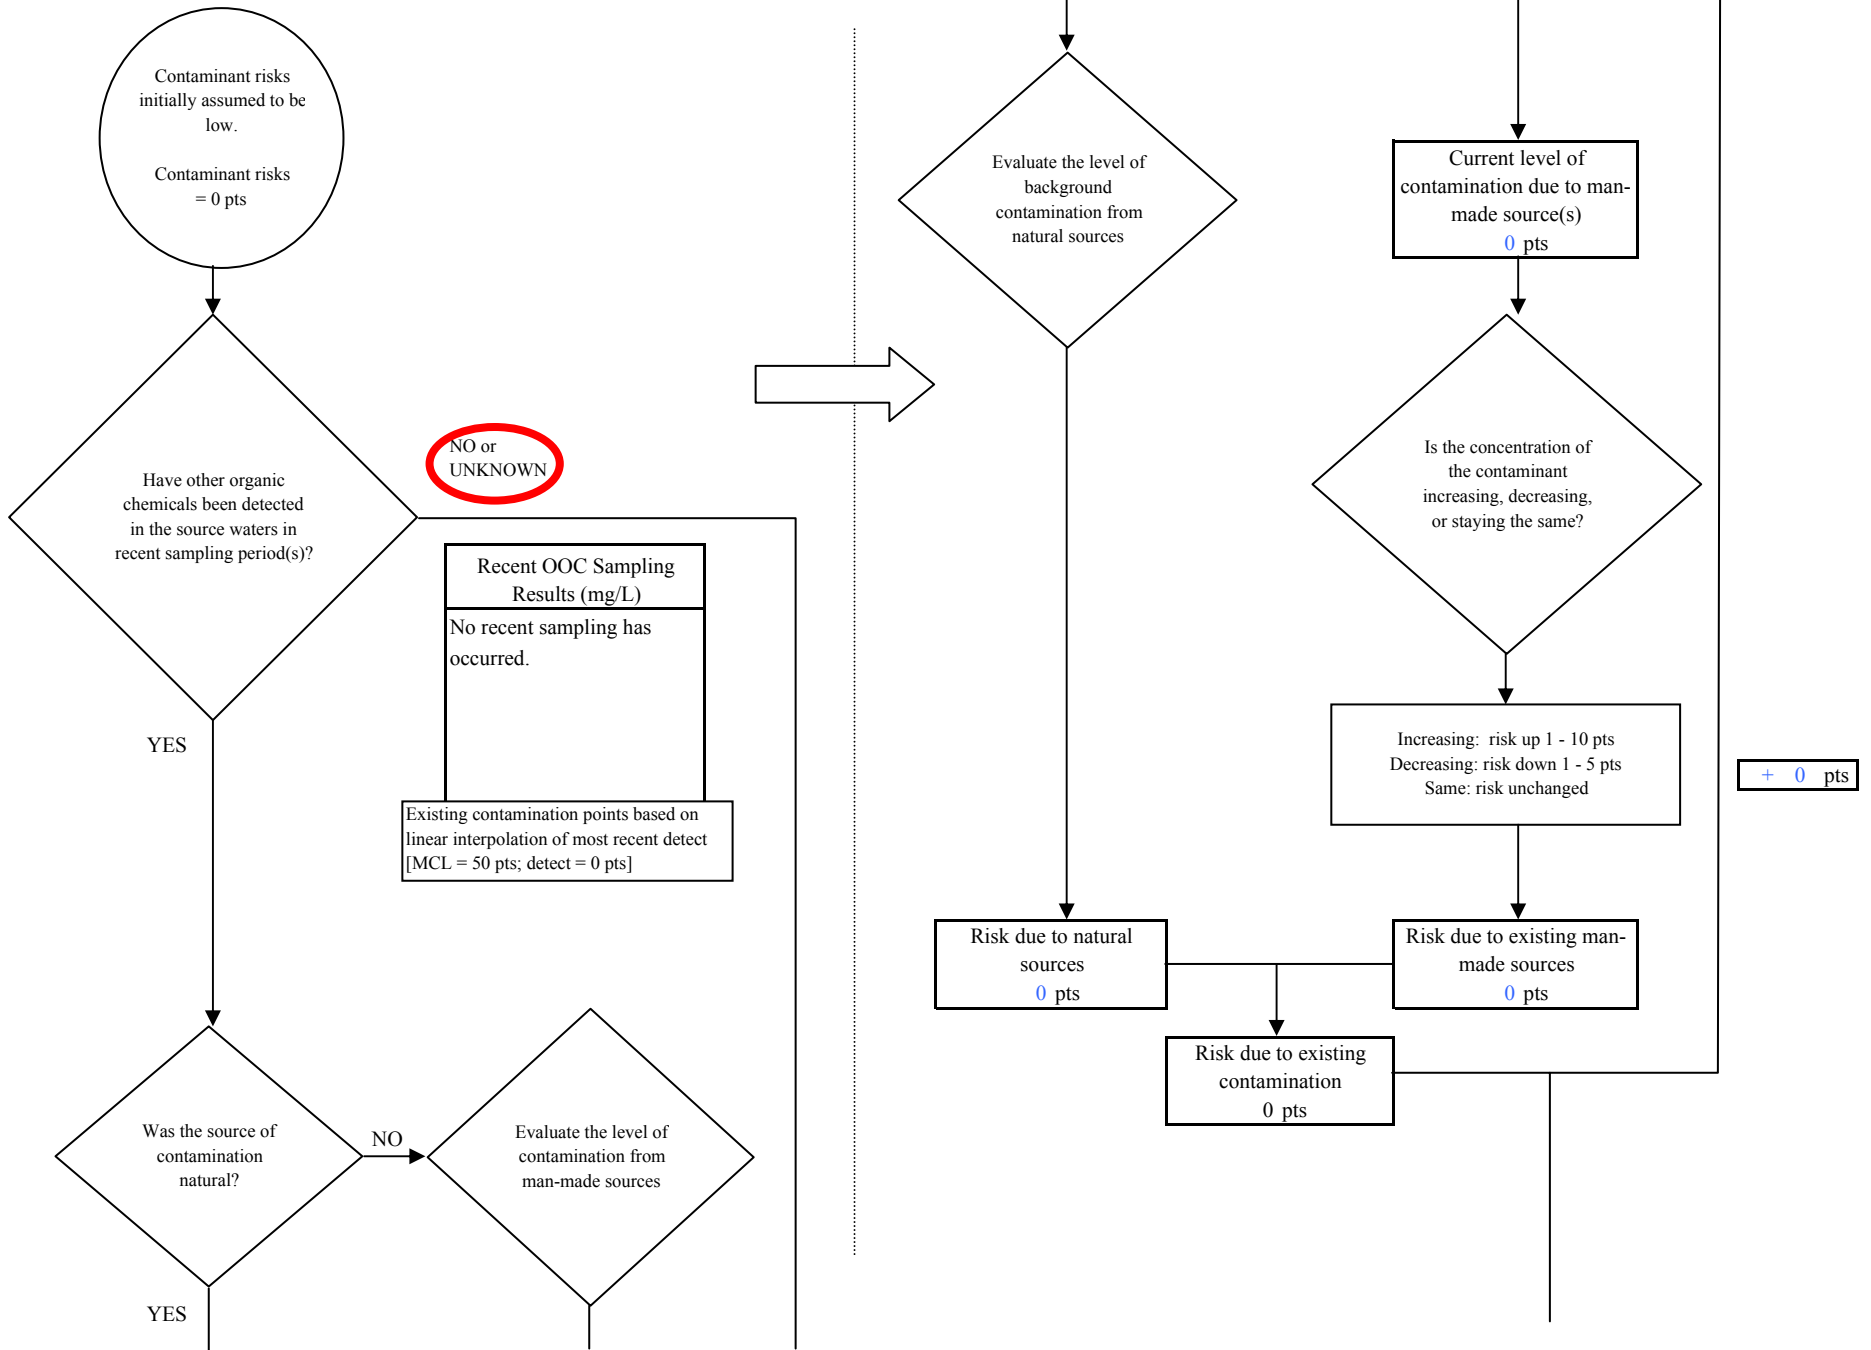 Contaminant risks
initially assumed to be
low.
Contaminant risks
= 0 pts
Have other organic
chemicals been detected
in the source waters in
recent sampling period(s)?
NO or
UNKNOWN
Recent OOC Sampling
Results (mg/L)
No recent sampling has
occurred.
Existing contamination points based on
linear interpolation of most recent detect
[MCL = 50 pts; detect = 0 pts]
YES
Was the source of
contamination
natural?
NO
Evaluate the level of
contamination from
man-made sources
YES
Evaluate the level of
background
contamination from
natural sources
Current level of
contamination due to man-
made source(s)
0 pts
Is the concentration of
the contaminant
increasing, decreasing,
or staying the same?
Increasing: risk up 1 - 10 pts
Decreasing: risk down 1 - 5 pts
Same: risk unchanged
+ 0 pts
Risk due to natural
sources
0 pts
Risk due to existing man-
made sources
0 pts
Risk due to existing
contamination
0 pts